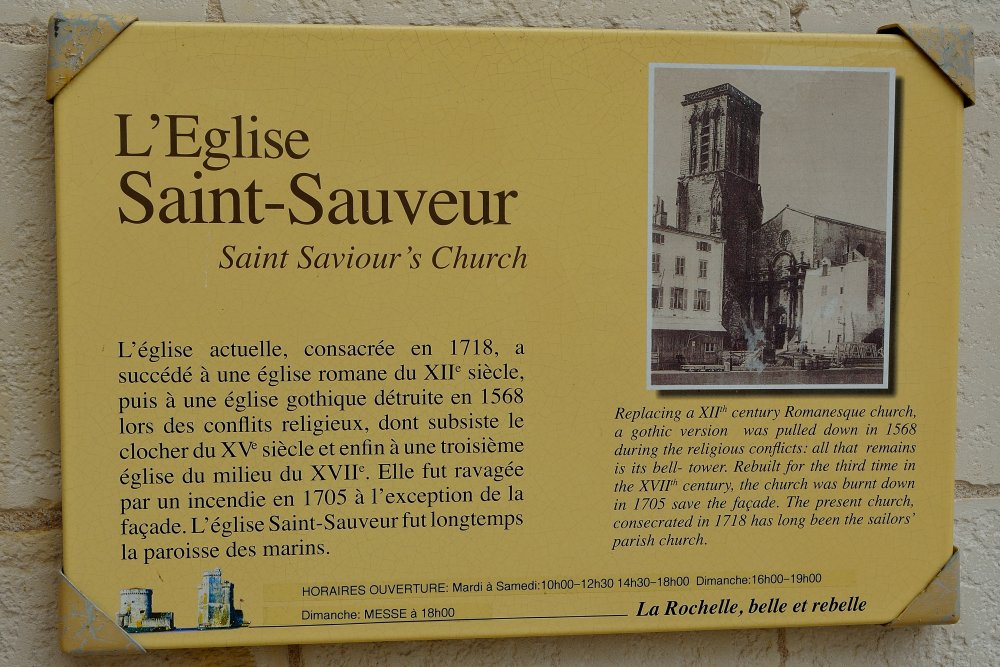 L'Eglise
Saint-Sauveur
Saint Saviour's Church
L'église actuelle, consacrée en 1718, a
succédé à une église romane du XIIe siècle,
puis à une église gothique détruite en 1568
lors des conflits religieux, dont subsiste le
clocher du XVe siècle et enfin à une troisième
église du milieu du XVIIe. Elle fut ravagée
par un incendie en 1705 à l'exception de la
façade. L'église Saint-Sauveur fut longtemps
la paroisse des marins.
Replacing a XIIth century Romanesque church,
a gothic version was pulled down in 1568
during the religious conflicts: all that remains
is its bell- tower. Rebuilt for the third time in
the XVIIth century, the church was burnt down
in 1705 save the façade. The present church,
consecrated in 1718 has long been the sailors'
parish church.
HORAIRES OUVERTURE: Mardi à Samedi:10h00-12h30 14h30-18h00 Dimanche:16h00-19h00
Dimanche: MESSE à 18h00
La Rochelle, belle et rebelle